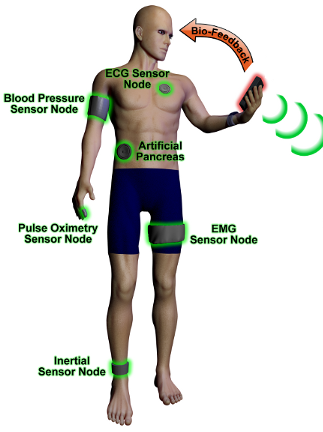 Bio-Feedback
ECG Sensor
Node
Blood Pressure
Sensor Node
Artificial
Pancreas
Pulse Oximetry
Sensor Node
EMG
Sensor Node
Inertial
Sensor Node